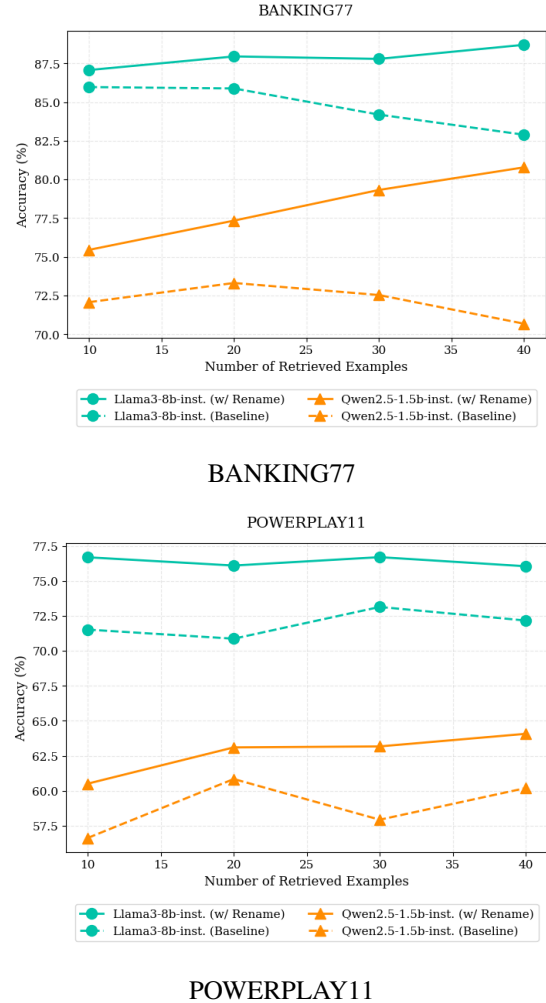 BANKING77
87.5
85.0
82.5
80.0
77.5
75.0
72.5
70.0
Accuracy (%)
10 15 20 25 30 35 40
Number of Retrieved Examples
Llama3-8b-inst. (w/ Rename) Qwen2.5-1.5b-inst. (w/ Rename)
Llama3-8b-inst. (Baseline) Qwen2.5-1.5b-inst. (Baseline)
BANKING77
POWERPLAY11
77.5
75.0
72.5
70.0
67.5
65.0
62.5
60.0
57.5
Accuracy (%)
10 15 20 25 30 35 40
Number of Retrieved Examples
Llama3-8b-inst. (w/ Rename) Qwen2.5-1.5b-inst. (w/ Rename)
Llama3-8b-inst. (Baseline) Qwen2.5-1.5b-inst. (Baseline)
POWERPLAY11